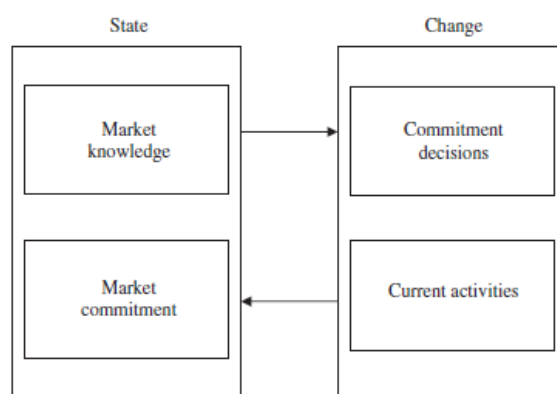 State
Change
Market
knowledge
Commitment
decisions
Market
commitment
Current activities